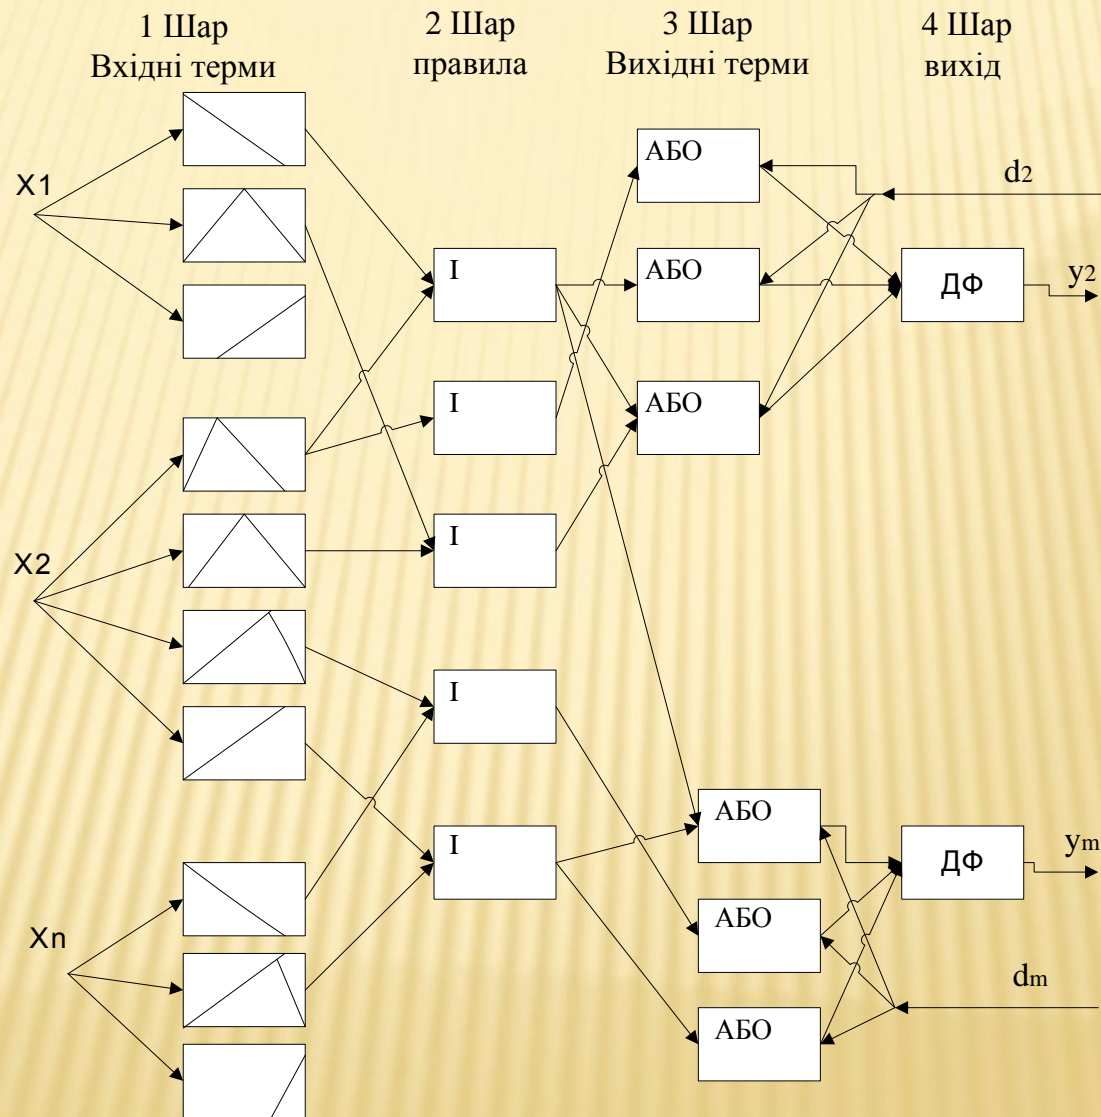 1 Шар
Вхідні терми
2 Шар
правила
3 Шар
Вихідні терми
4 Шар
вихід
X1
X2
Xn
І
І
І
І
І
АБО
АБО
АБО
АБО
АБО
АБО
d2
ДФ
y2
ДФ
ym
dm